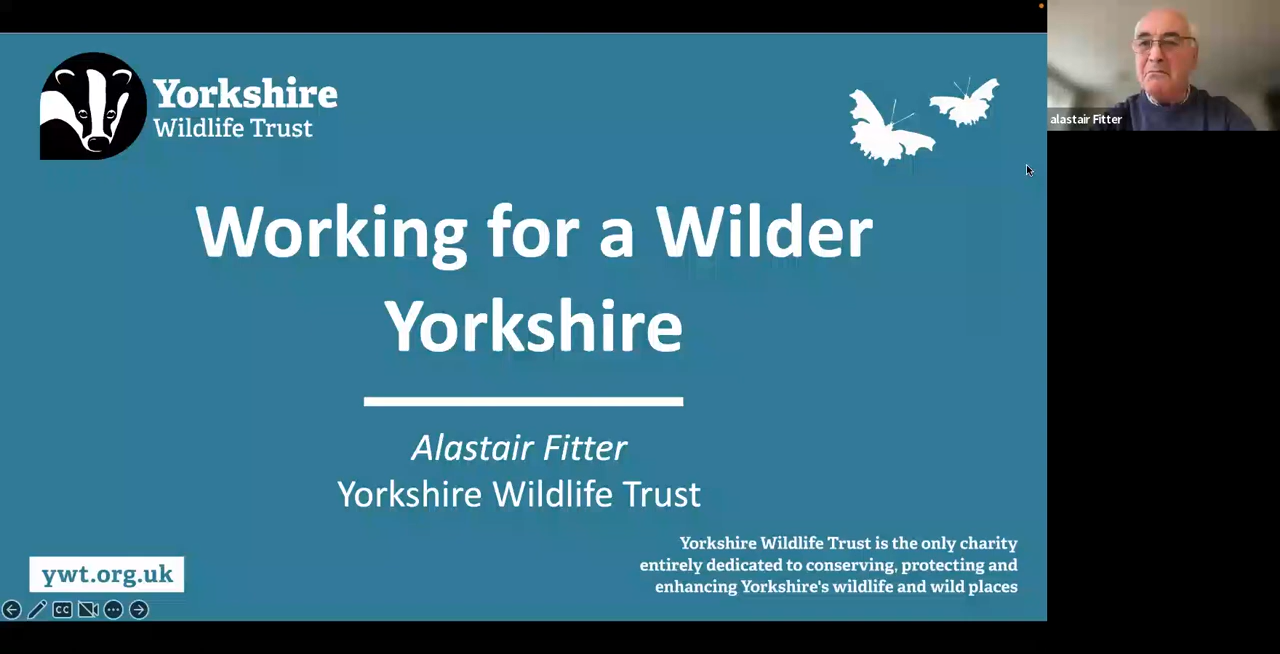 Yorkshire
Wildlife Trust
alastair Fitter
Working for a Wilder
Yorkshire
Alastair Fitter
Yorkshire Wildlife Trust
Yorkshire Wildlife Trust is the only charity
entirely dedicated to conserving, protecting and
enhancing Yorkshire's wildlife and wild places
ywt.org.uk
CC